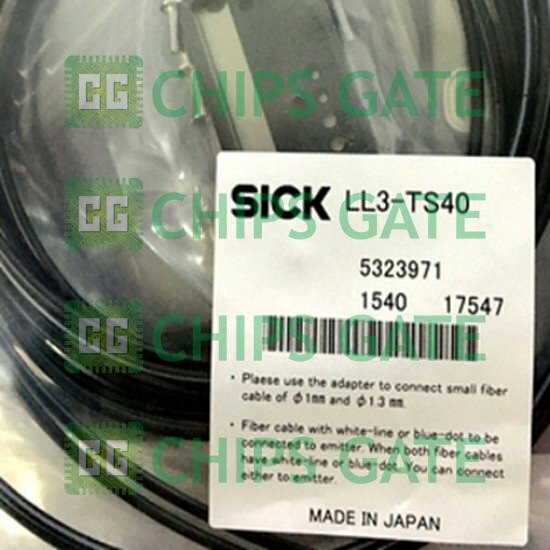 CG CHIPS GATE
SICK LL3-TS40
CG CHIPS GATE
5323971
1540 17547
CG CHIPS GATE
· Plaese use the adapter to connect small fiber
cable of φ1mm and φ1.3mm.
· Fiber cable with white-line or blue-dot to be
connected to emitter. When both fiber cables
CG CHIPS GATE
have white-line or blue-dot. You can connect
either to emitter.
MADE IN JAPAN